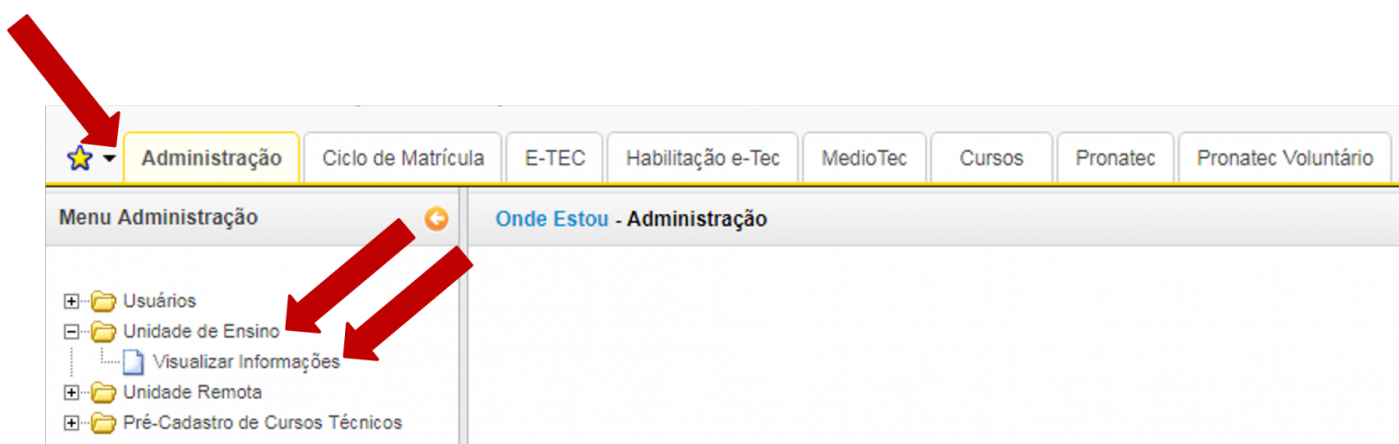 Administração Ciclo de Matrícula E-TEC Habilitação e-Tec MedioTec Cursos Pronatec Pronatec Voluntário
Menu Administração Onde Estou - Administração
Usuários
Unidade de Ensino
Visualizar Informações
Unidade Remota
Pré-Cadastro de Cursos Técnicos